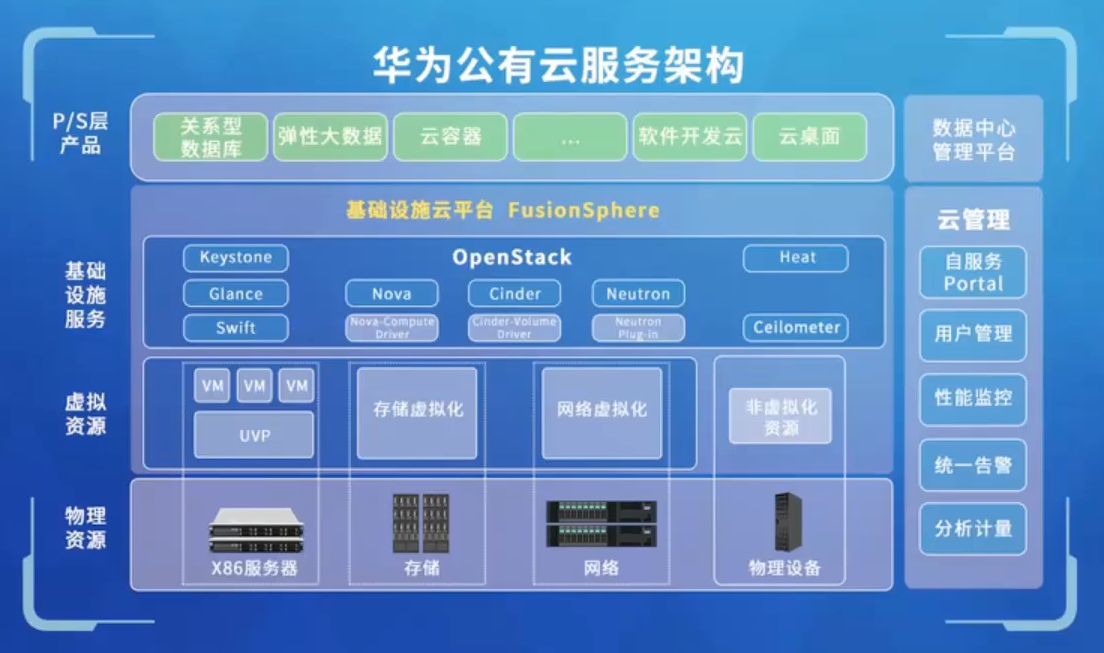 华为公有云服务架构
P/S层
产品
关系型
数据库
弹性大数据
云容器
...
软件开发云
云桌面
数据中心
管理平台
基础设施云平台 FusionSphere
云管理
基础
设施
服务
Keystone
OpenStack
Heat
Glance
Nova
Cinder
Neutron
Swift
Nova-Compute
Driver
Cinder-Volume
Driver
Neutron
Plug-in
Ceilometer
自服务
Portal
用户管理
虚拟
资源
VM
VM
VM
UVP
存储虚拟化
网络虚拟化
非虚拟化
资源
性能监控
统一告警
物理
资源
X86服务器
存储
网络
物理设备
分析计量